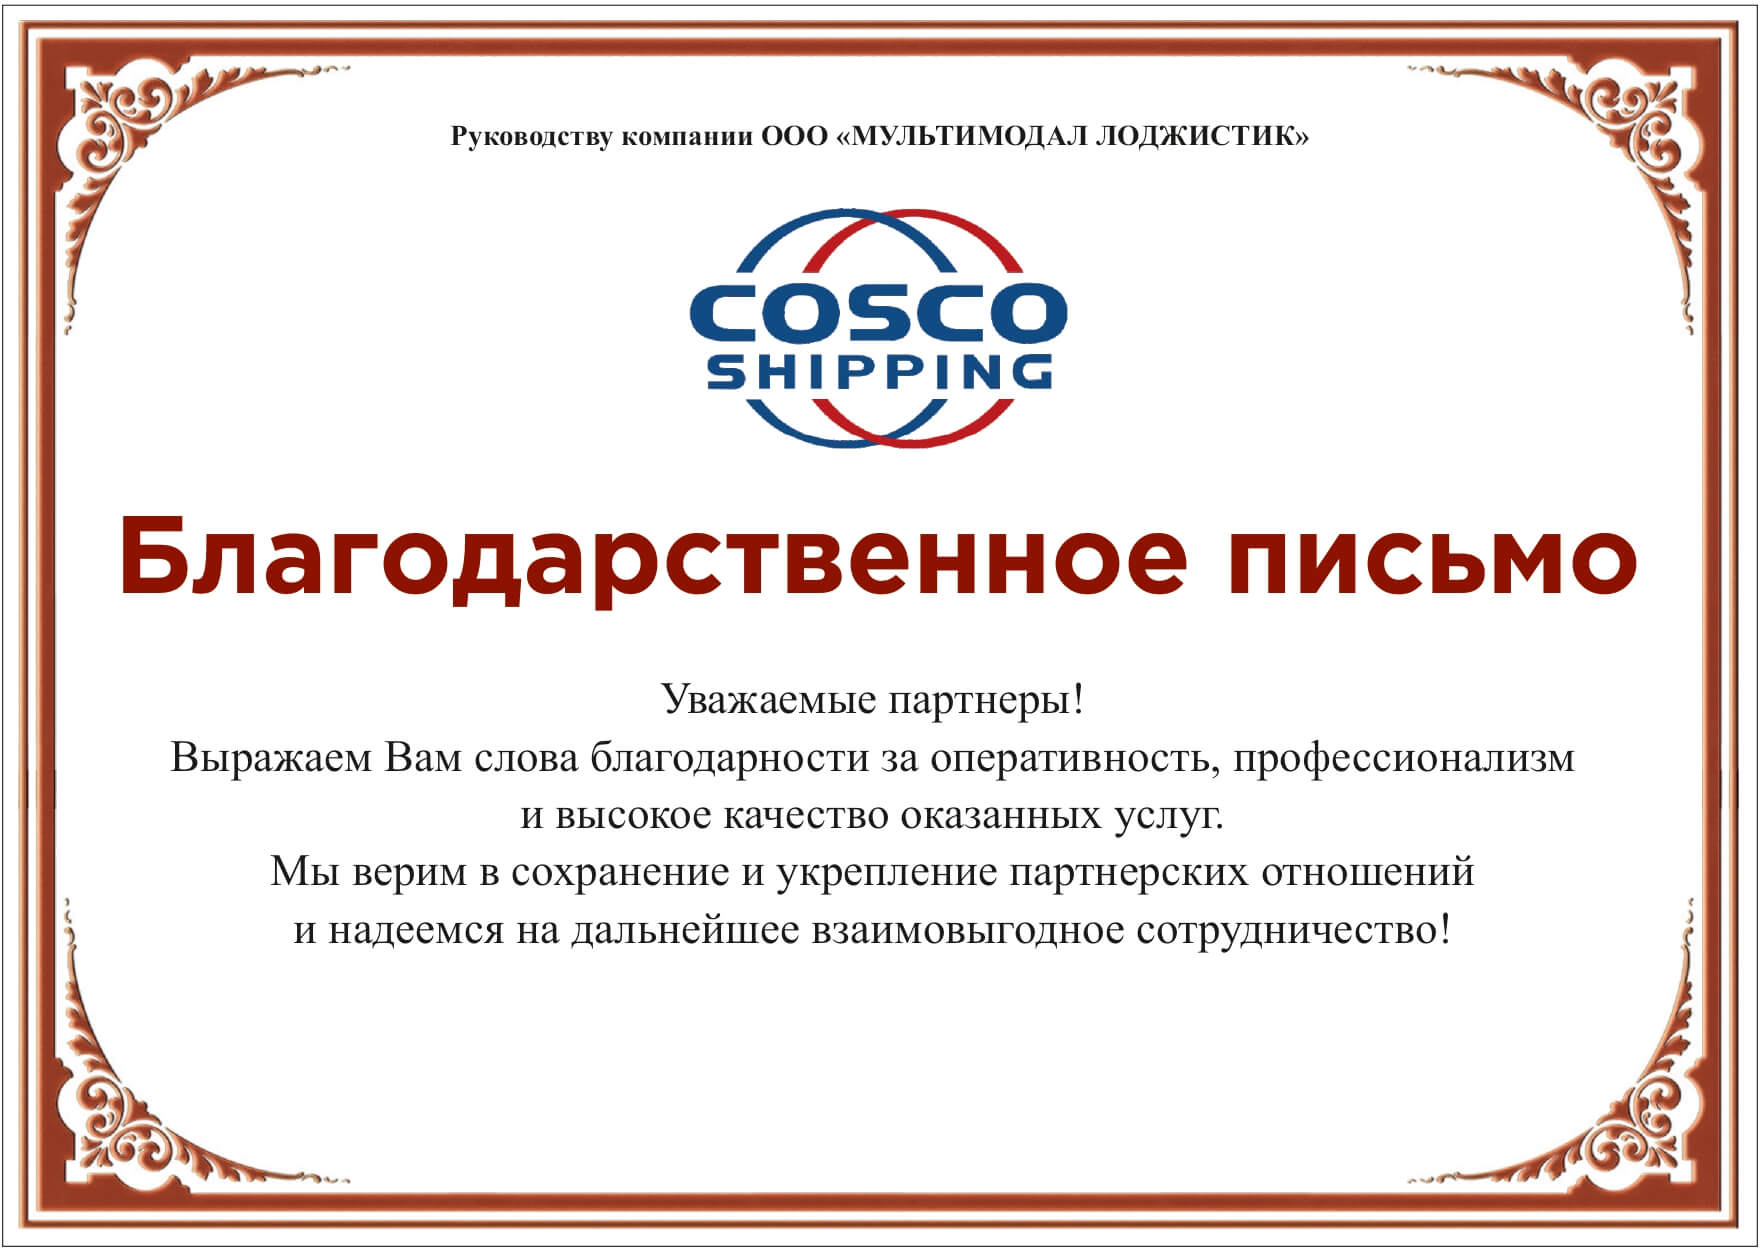 Руководству компании ООО «МУЛЬТИМОДАЛ ЛОДЖИСТИК»
COSCO
SHIPPING
Благодарственное письмо
Уважаемые партнеры!
Выражаем Вам слова благодарности за оперативность, профессионализм
и высокое качество оказанных услуг.
Мы верим в сохранение и укрепление партнерских отношений
и надеемся на дальнейшее взаимовыгодное сотрудничество!